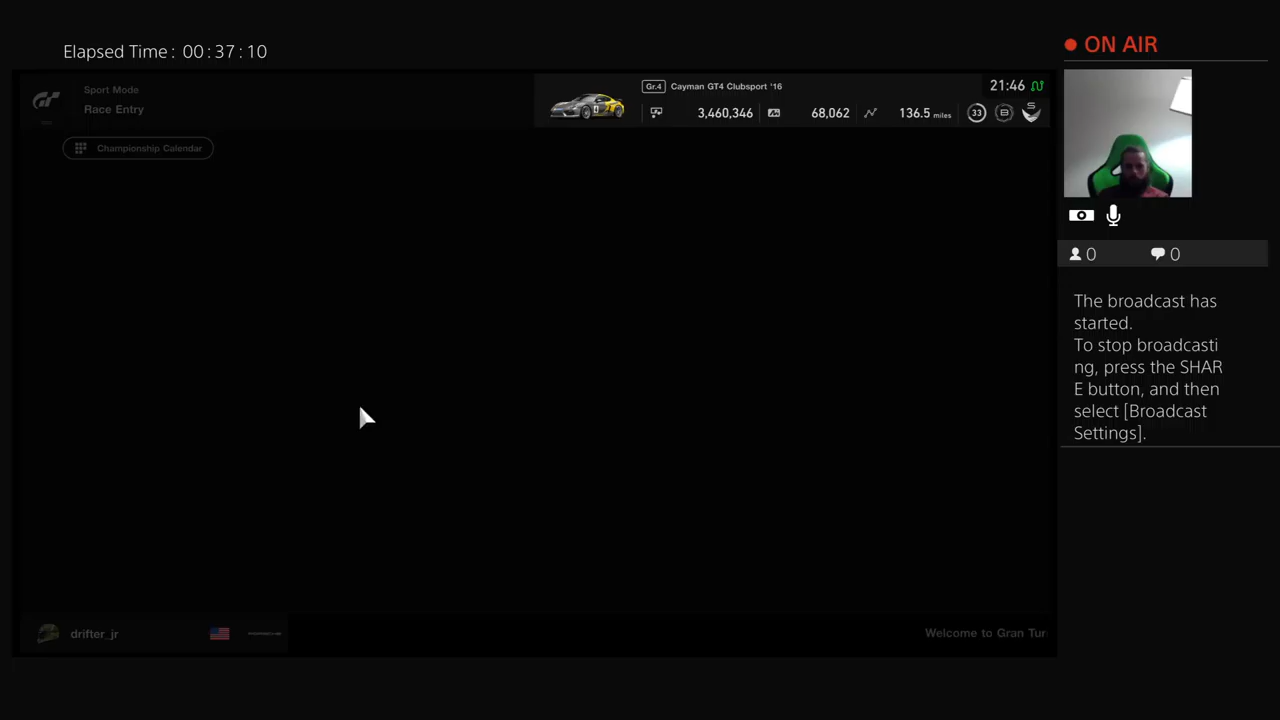 Elapsed Time: 00:37:10
ON AIR
Sport Mode
Race Entry
Gr.4 Cayman GT4 Clubsport '16
21:46
3,460,346
68,062
136.5 miles
33
B
S
Championship Calendar
0
0
The broadcast has
started.
To stop broadcasti
ng, press the SHAR
E button, and then
select [Broadcast
Settings].
drifter_jr
PORSCHE
Welcome to Gran Tur